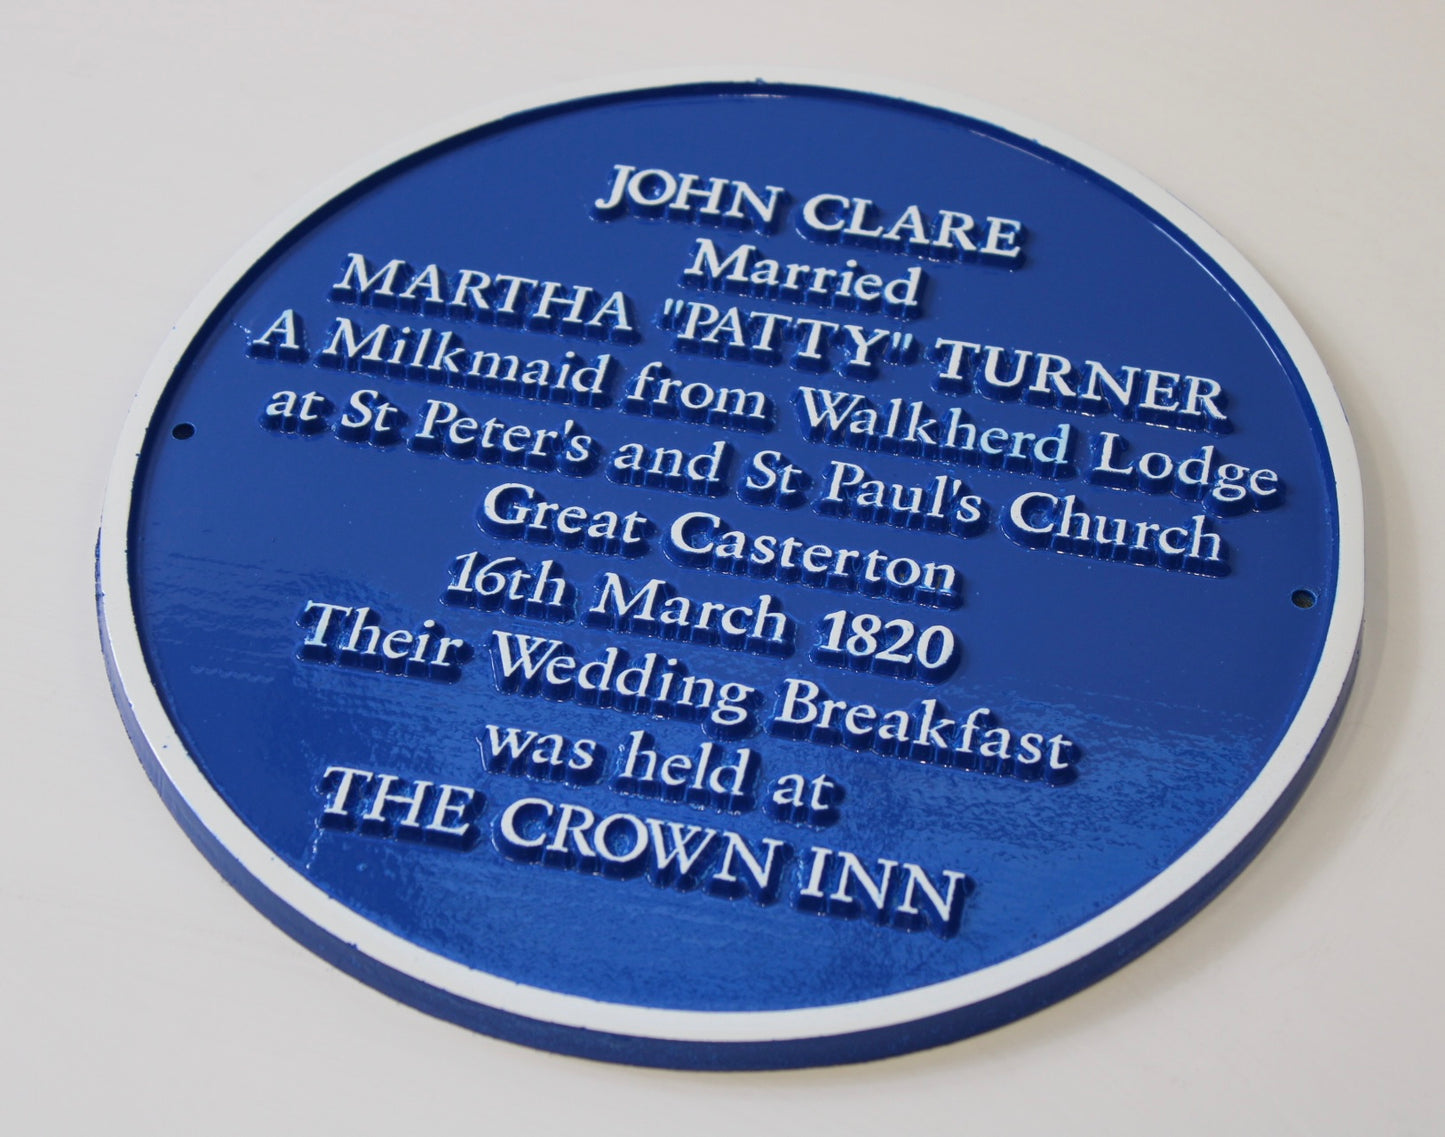 JOHN CLARE
Married
MARTHA "PATTY" TURNER
A Milkmaid from Walkherd Lodge
at St Peter's and St Paul's Church
Great Casterton
16th March 1820
Their Wedding Breakfast
was held at
THE CROWN INN